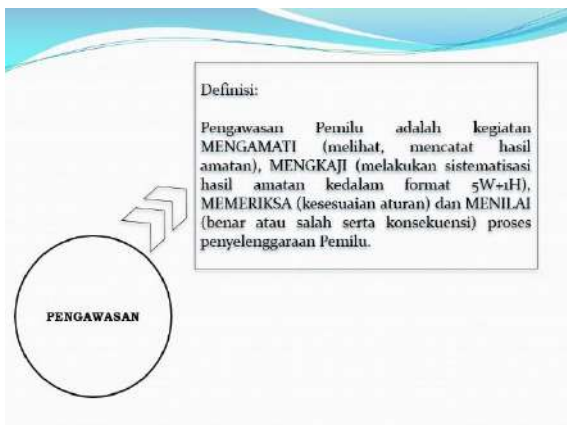 Definisi:
Pengawasan Pemilu adalah kegiatan
MENGAMATI (melihat, mencatat hasil
amatan), MENGKAJI (melakukan sistematisasi
hasil amatan kedalam format 5W+1H),
MEMERIKSA (kesesuaian aturan) dan MENILAI
(benar atau salah serta konsekuensi) proses
penyelenggaraan Pemilu.
PENGAWASAN